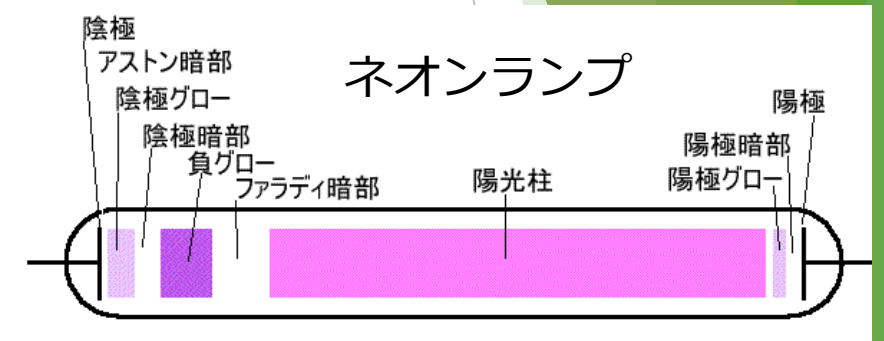 陰極
アストン暗部
ネオンランプ
陰極グロー
陽極
陰極暗部
陽極暗部
負グロー
ファラディ暗部
陽光柱
陽極グロー